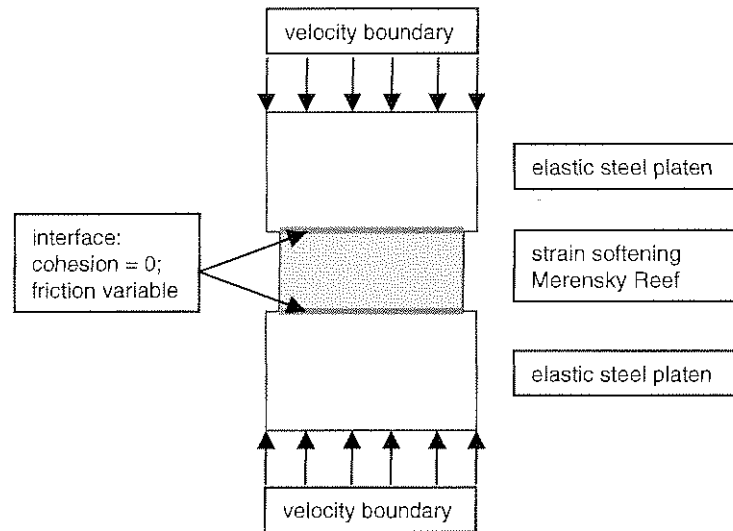 velocity boundary
elastic steel platen
interface:
cohesion = 0;
friction variable
strain softening
Merensky Reef
elastic steel platen
velocity boundary